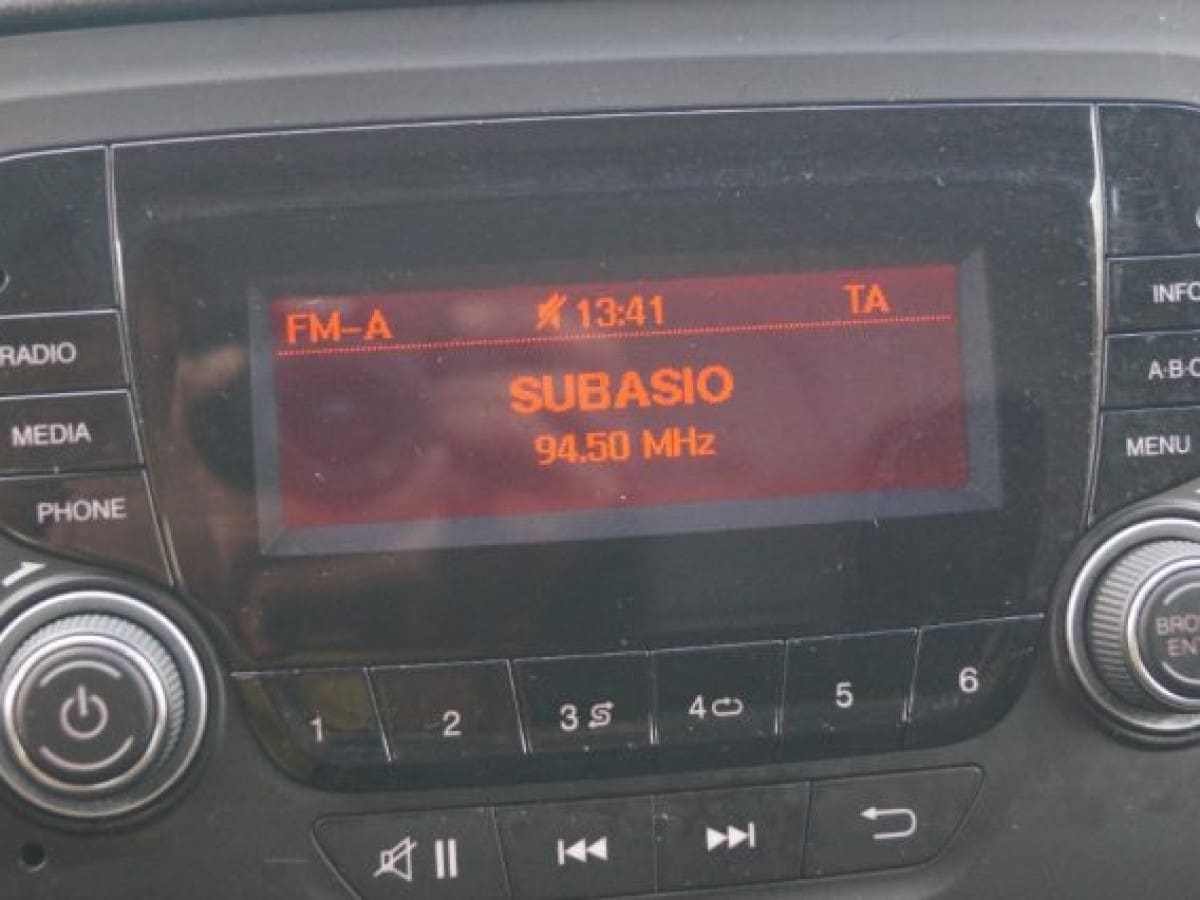 FM-A 13:41 TA
SUBASIO
94.50 MHz
RADIO
MEDIA
PHONE
INFO
A·B·C
MENU
1 2 3 4 5 6